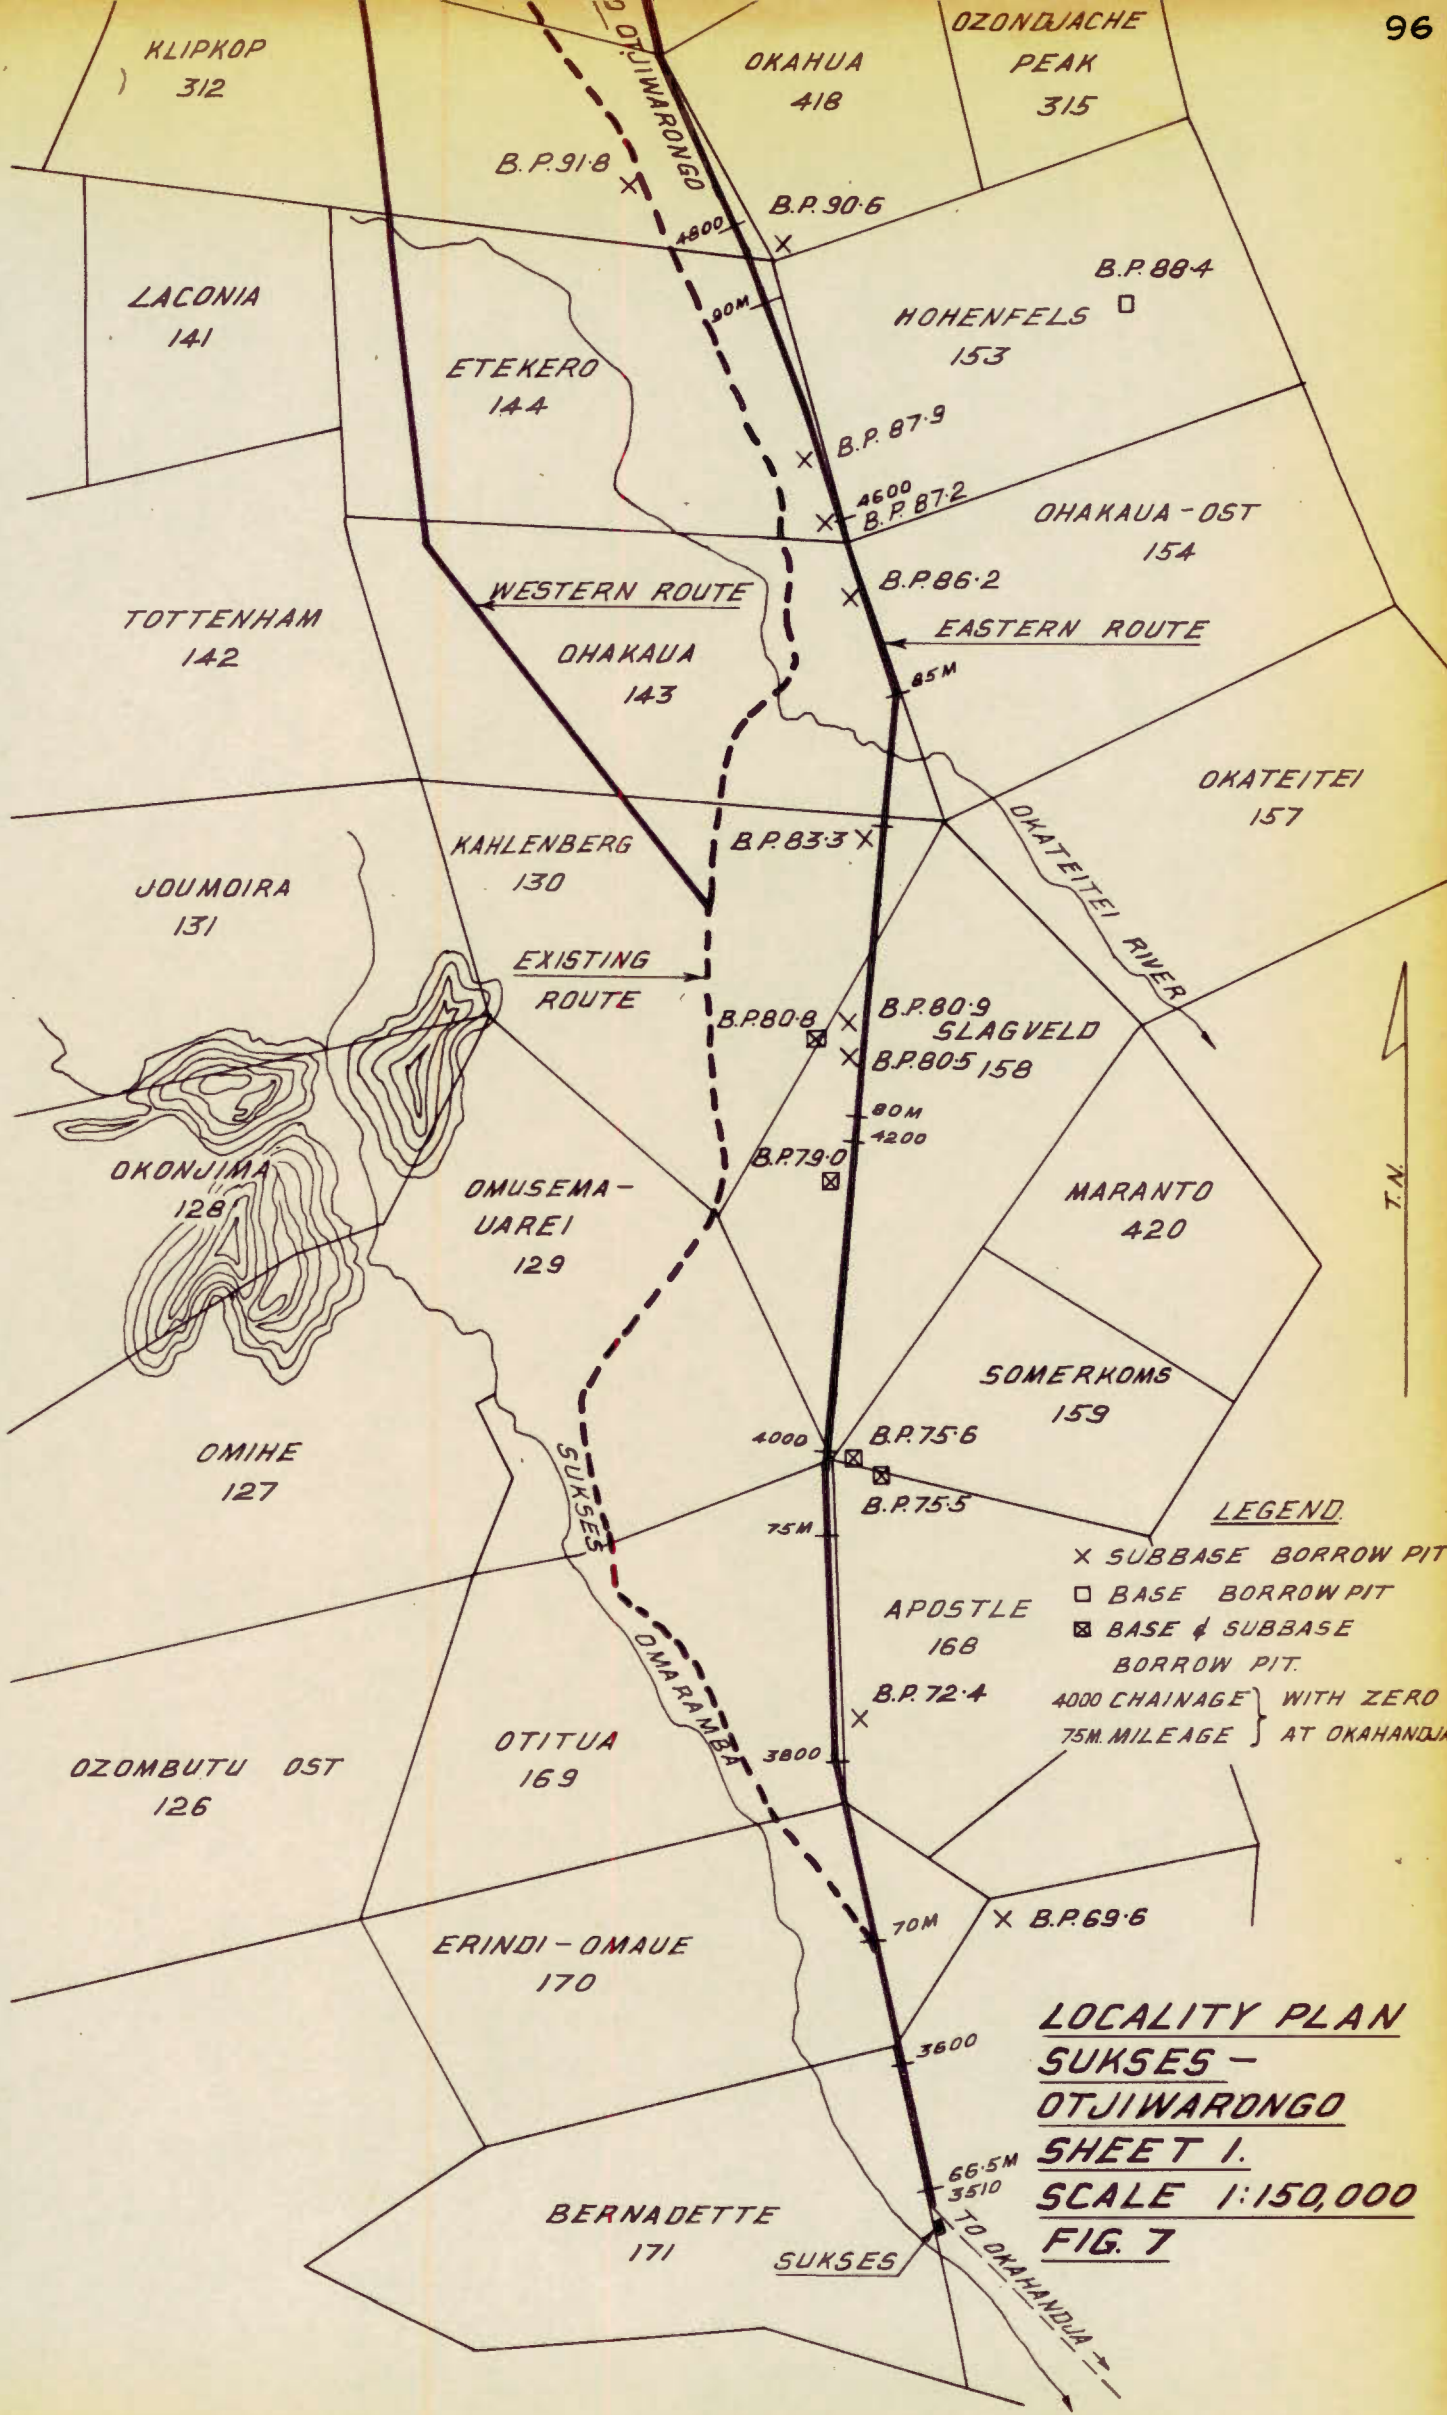 96
KLIPKOP
312
OTJIWARONGO
OKAHUA
418
OZONDJACHE
PEAK
315
B.P. 91·8
B.P. 90·6
4800
90M
B.P. 88·4
LACONIA
141
HOHENFELS
153
ETEKERO
144
B.P. 87·9
4600
B.P. 87·2
OHAKAUA - OST
154
B.P. 86·2
WESTERN ROUTE
EASTERN ROUTE
TOTTENHAM
142
OHAKAUA
143
85M
OKATEITEI
157
OKATEITEI RIVER
KAHLENBERG
130
B.P. 83·3
JOUMOIRA
131
EXISTING
ROUTE
B.P. 80·8
B.P. 80·9
SLAGVELD
158
B.P. 80·5
80M
4200
B.P. 79·0
OKONJIMA
128
OMUSEMA-
UAREI
129
MARANTO
420
T.N.
SOMERKOMS
159
OMIHE
127
4000
B.P. 75·6
B.P. 75·5
75M
SUKSES
OMARAMBA
LEGEND.
× SUBBASE BORROW PIT
□ BASE BORROW PIT
⊠ BASE & SUBBASE
BORROW PIT.
4000 CHAINAGE } WITH ZERO
75M. MILEAGE } AT OKAHANDJA
APOSTLE
168
B.P. 72·4
3800
OTITUA
169
OZOMBUTU OST
126
70M
B.P. 69·6
ERINDI - OMAUE
170
3600
LOCALITY PLAN
SUKSES -
OTJIWARONGO
SHEET 1.
SCALE 1:150,000
FIG. 7
66·5M
3510
BERNADETTE
171
SUKSES
TO OKAHANDJA